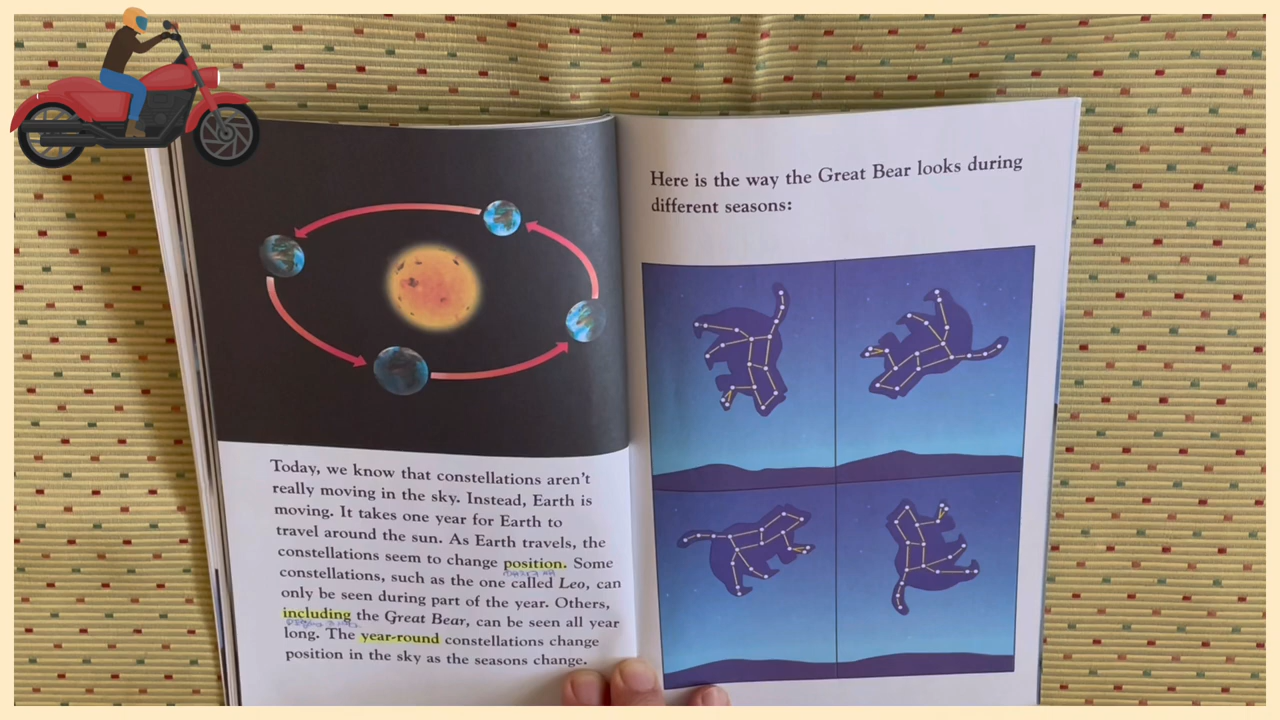 Today, we know that constellations aren't
really moving in the sky. Instead, Earth is
moving. It takes one year for Earth to
travel around the sun. As Earth travels, the
constellations seem to change position. Some
constellations, such as the one called Leo, can
only be seen during part of the year. Others,
including the Great Bear, can be seen all year
long. The year-round constellations change
position in the sky as the seasons change.
Here is the way the Great Bear looks during
different seasons: